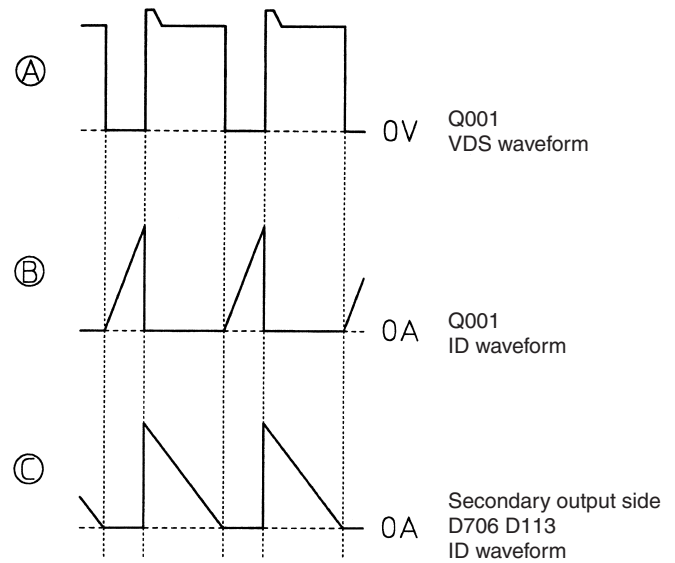 Ⓐ
0V
Q001
VDS waveform
Ⓑ
0A
Q001
ID waveform
Ⓒ
0A
Secondary output side
D706 D113
ID waveform